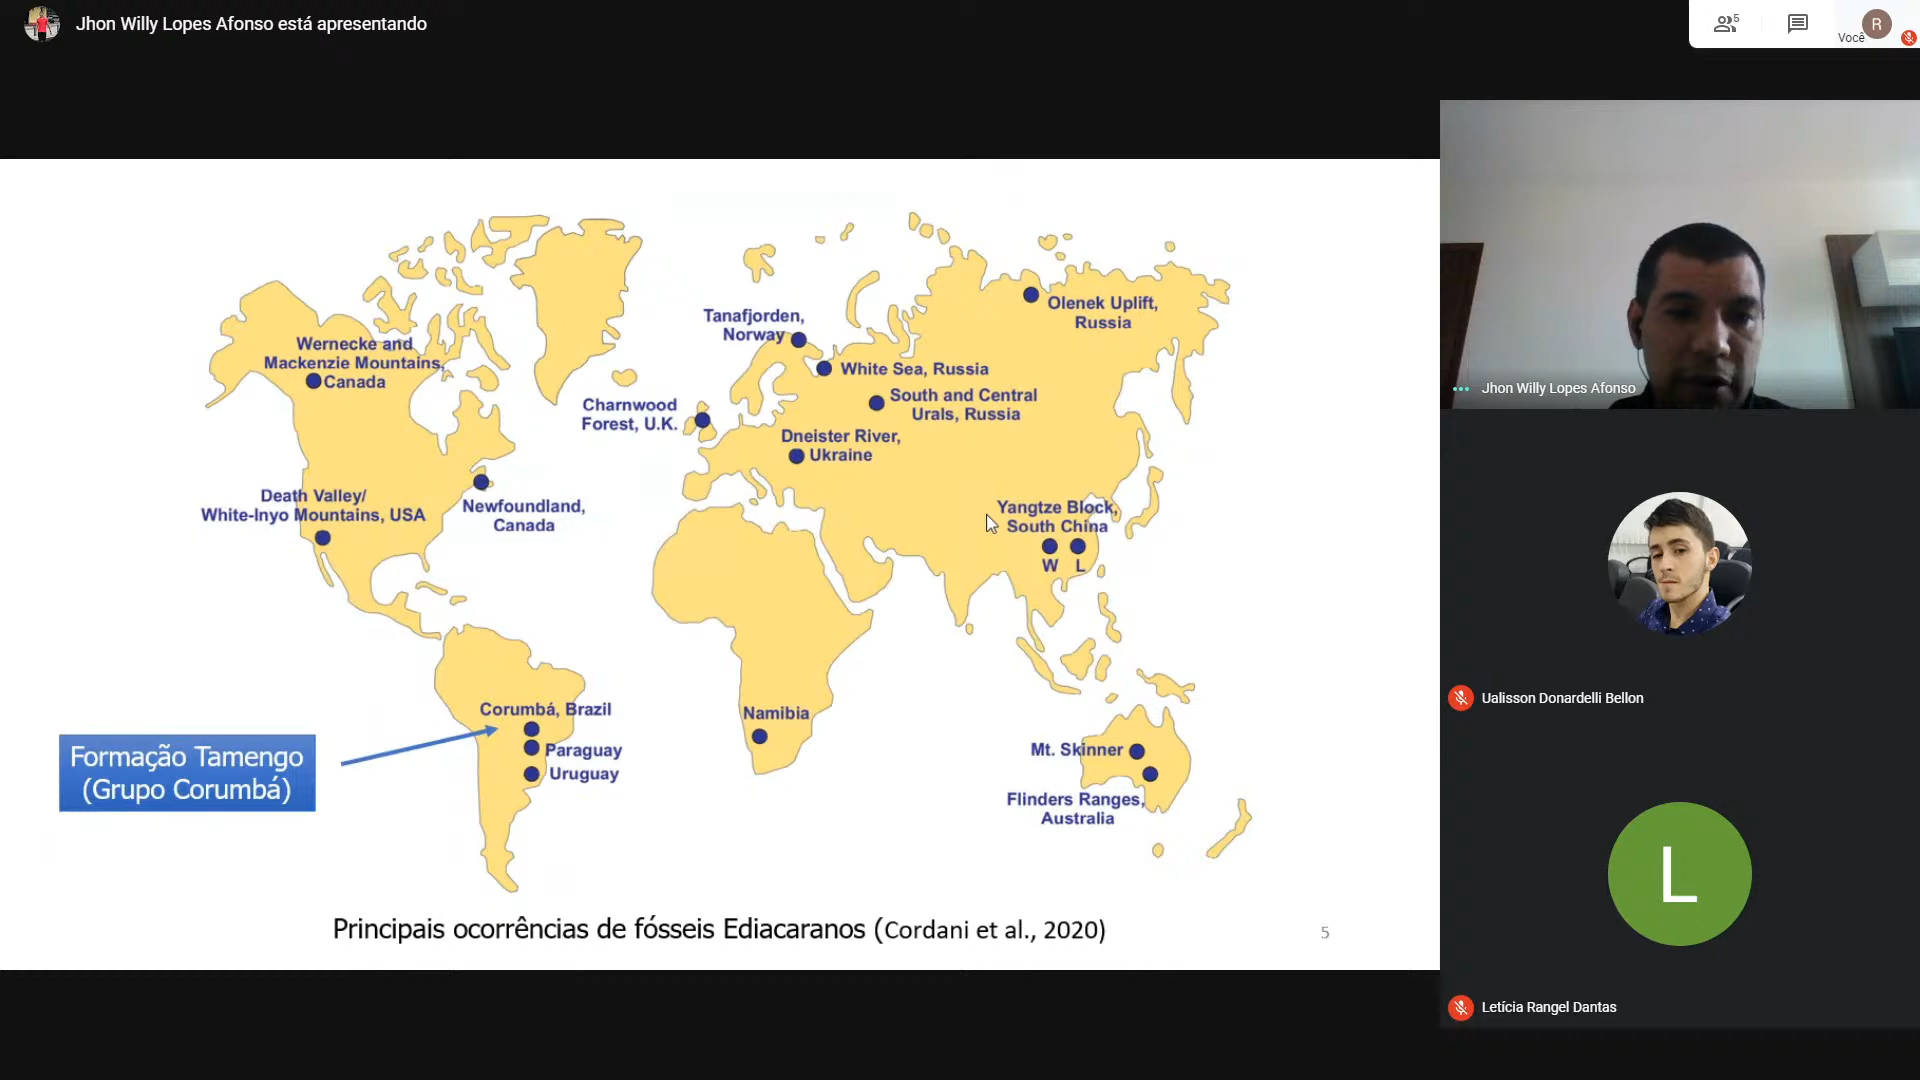 Jhon Willy Lopes Afonso está apresentando
5
Você
R
Tanafjorden,
Norway
Olenek Uplift,
Russia
Wernecke and
Mackenzie Mountains,
Canada
White Sea, Russia
South and Central
Urals, Russia
Charnwood
Forest, U.K.
Dneister River,
Ukraine
Death Valley/
White-Inyo Mountains, USA
Newfoundland,
Canada
Yangtze Block,
South China
W L
Corumbá, Brazil
Paraguay
Uruguay
Namibia
Mt. Skinner
Flinders Ranges,
Australia
Formação Tamengo
(Grupo Corumbá)
Principais ocorrências de fósseis Ediacaranos (Cordani et al., 2020)
5
Jhon Willy Lopes Afonso
Ualisson Donardelli Bellon
L
Letícia Rangel Dantas